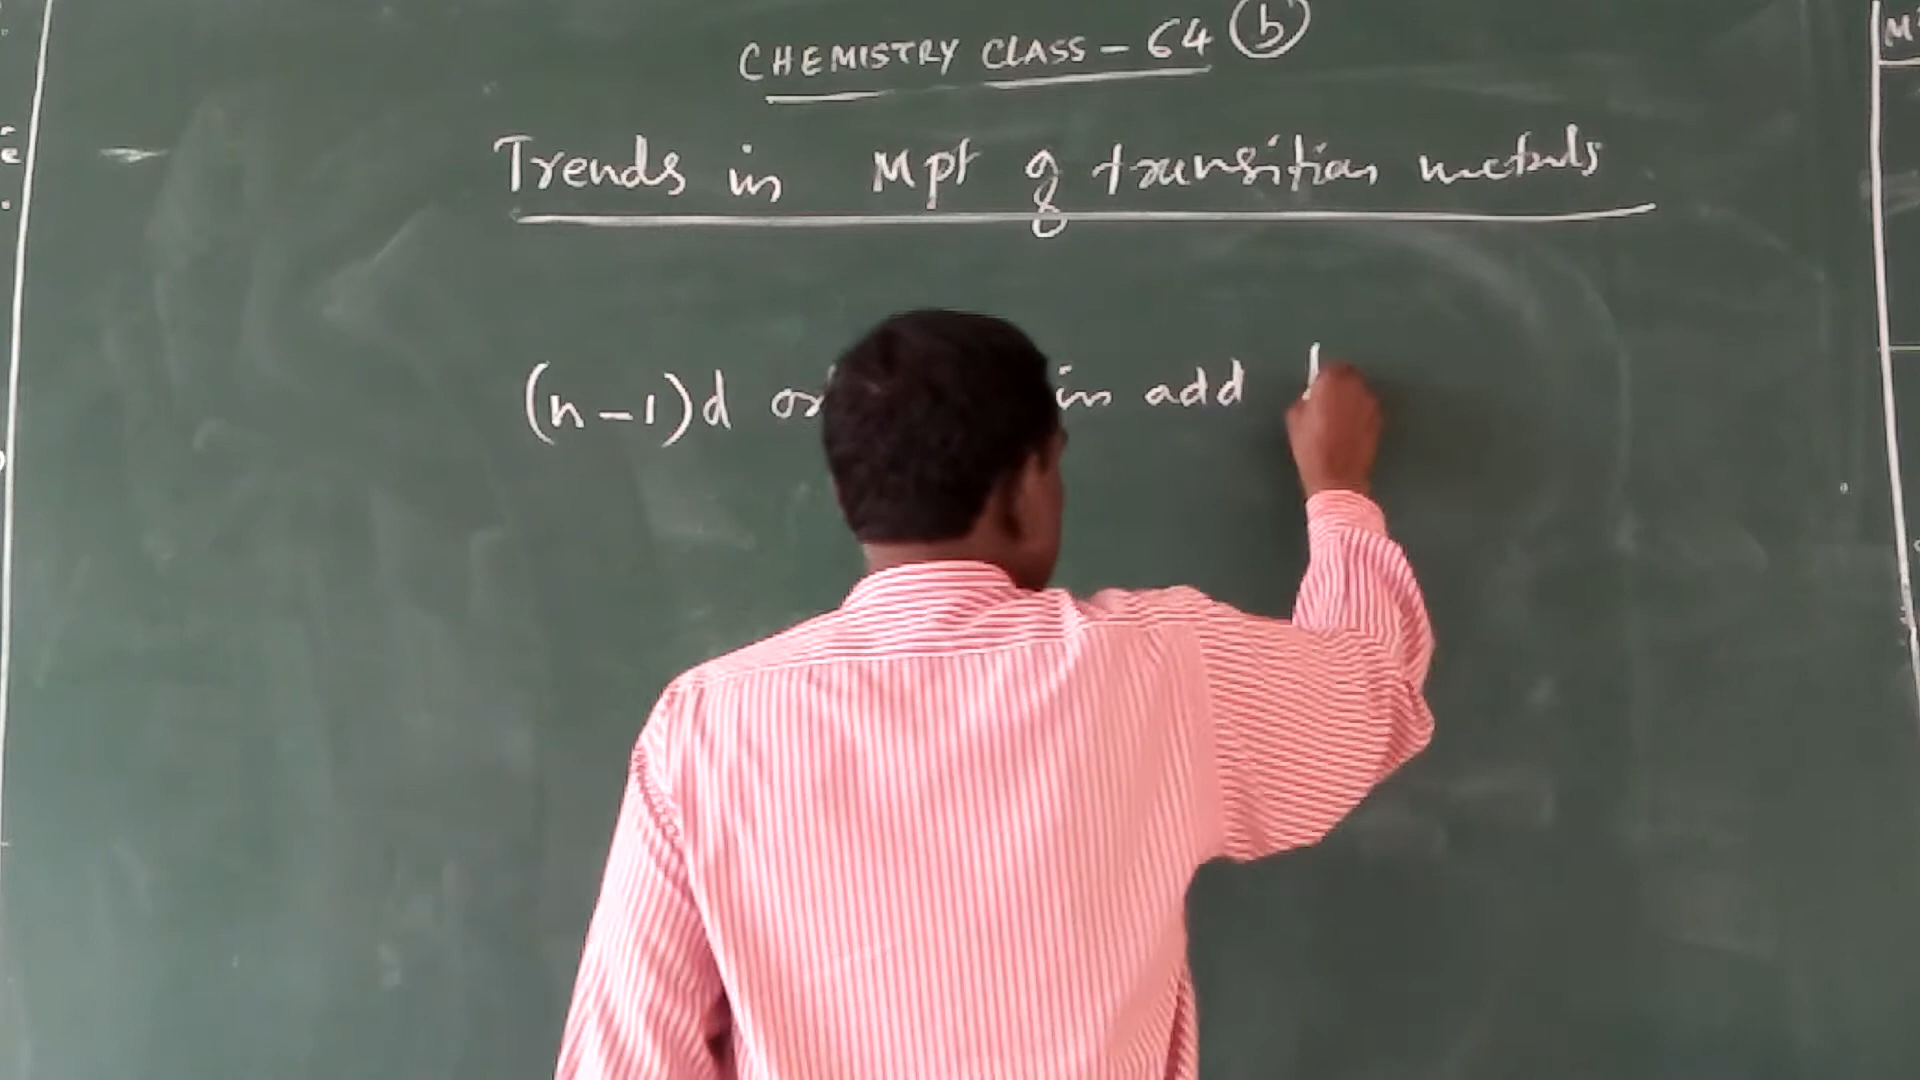 CHEMISTRY CLASS - 64 (b)
Trends in Mpt of transition metals
(n-1)d in add